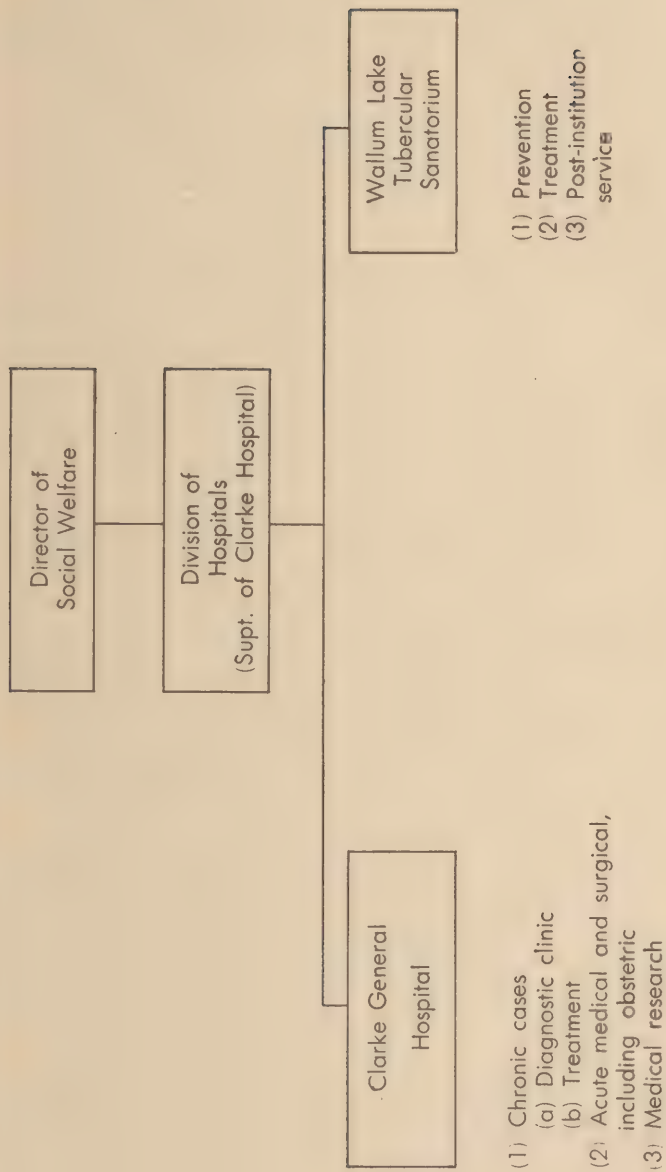 Director of
Social Welfare
Division of
Hospitals
(Supt. of Clarke Hospital)
Clarke General
Hospital
(1) Chronic cases
(a) Diagnostic clinic
(b) Treatment
(2) Acute medical and surgical,
including obstetric
(3) Medical research
Wallum Lake
Tubercular
Sanatorium
(1) Prevention
(2) Treatment
(3) Post-institution
service